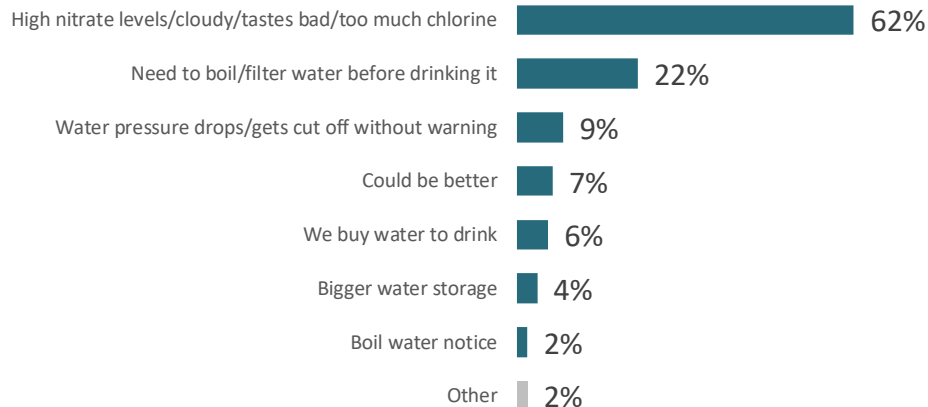 High nitrate levels/cloudy/tastes bad/too much chlorine 62%
Need to boil/filter water before drinking it 22%
Water pressure drops/gets cut off without warning 9%
Could be better 7%
We buy water to drink 6%
Bigger water storage 4%
Boil water notice 2%
Other 2%